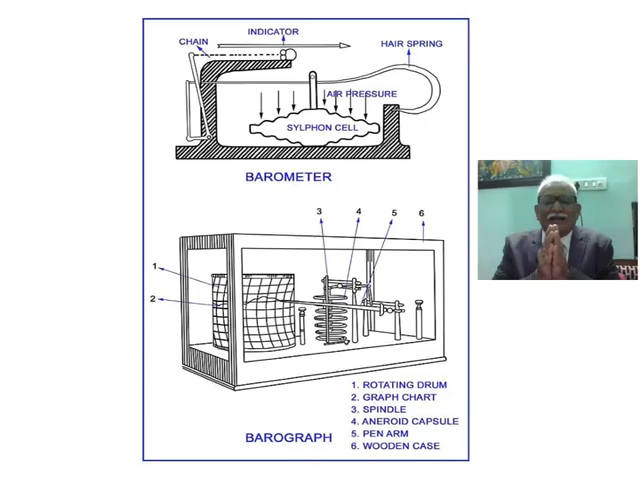 INDICATOR
CHAIN
HAIR SPRING
AIR PRESSURE
SYLPHON CELL
BAROMETER
3 4 5 6
1
2
1. ROTATING DRUM
2. GRAPH CHART
3. SPINDLE
4. ANEROID CAPSULE
5. PEN ARM
6. WOODEN CASE
BAROGRAPH